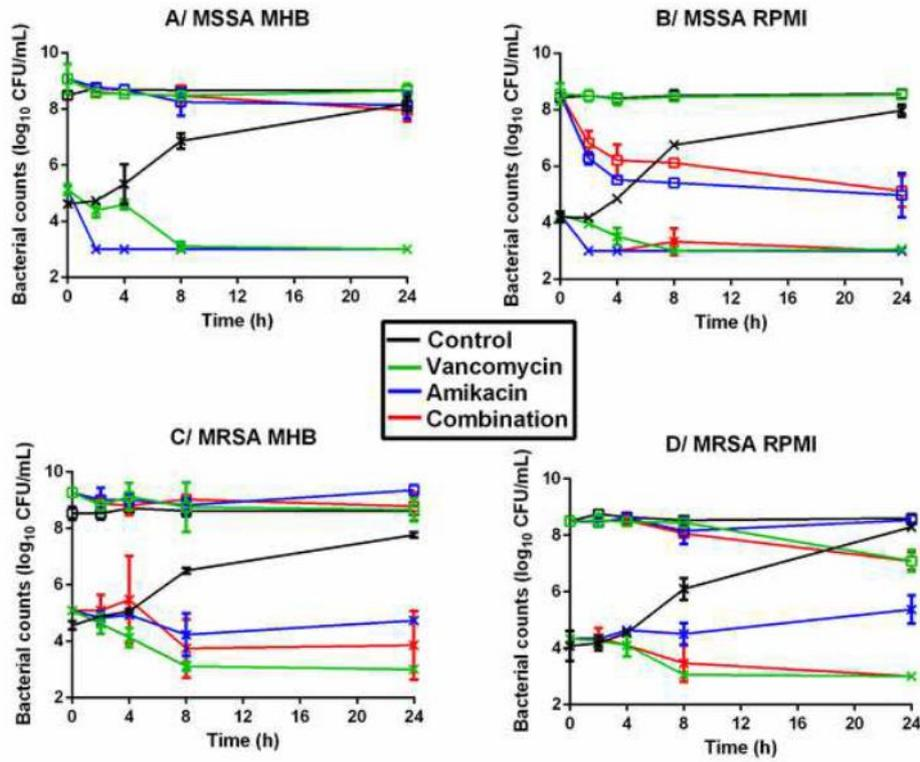 A/ MSSA MHB
B/ MSSA RPMI
Bacterial counts (log10 CFU/mL)
10
8
6
4
2
0 4 8 12 16 20 24
Time (h)
Bacterial counts (log10 CFU/mL)
10
8
6
4
2
0 4 8 12 16 20 24
Time (h)
Control
Vancomycin
Amikacin
Combination
C/ MRSA MHB
D/ MRSA RPMI
Bacterial counts (log10 CFU/mL)
10
8
6
4
2
0 4 8 12 16 20 24
Time (h)
Bacterial counts (log10 CFU/mL)
10
8
6
4
2
0 4 8 12 16 20 24
Time (h)